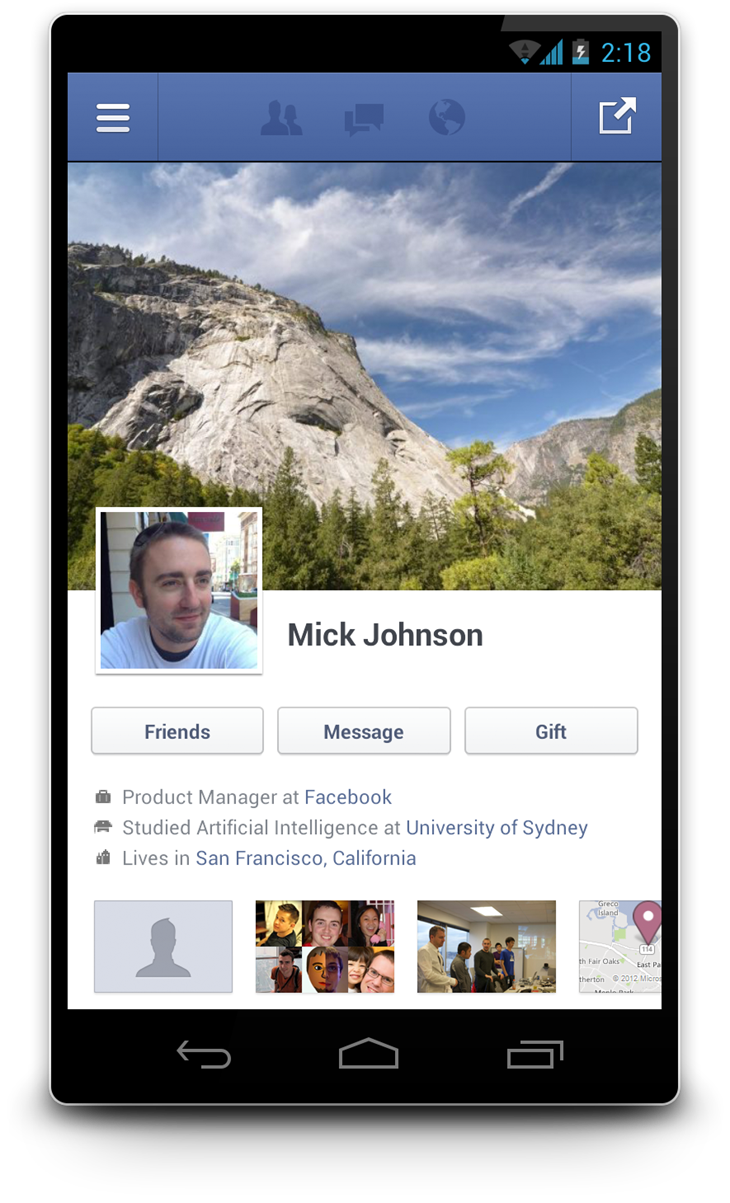 2:18
Mick Johnson
Friends
Message
Gift
Product Manager at Facebook
Studied Artificial Intelligence at University of Sydney
Lives in San Francisco, California
Greco
Island
114
th Fair Oaks
East Pa
therton
© 2012 Micros
Menlo Park